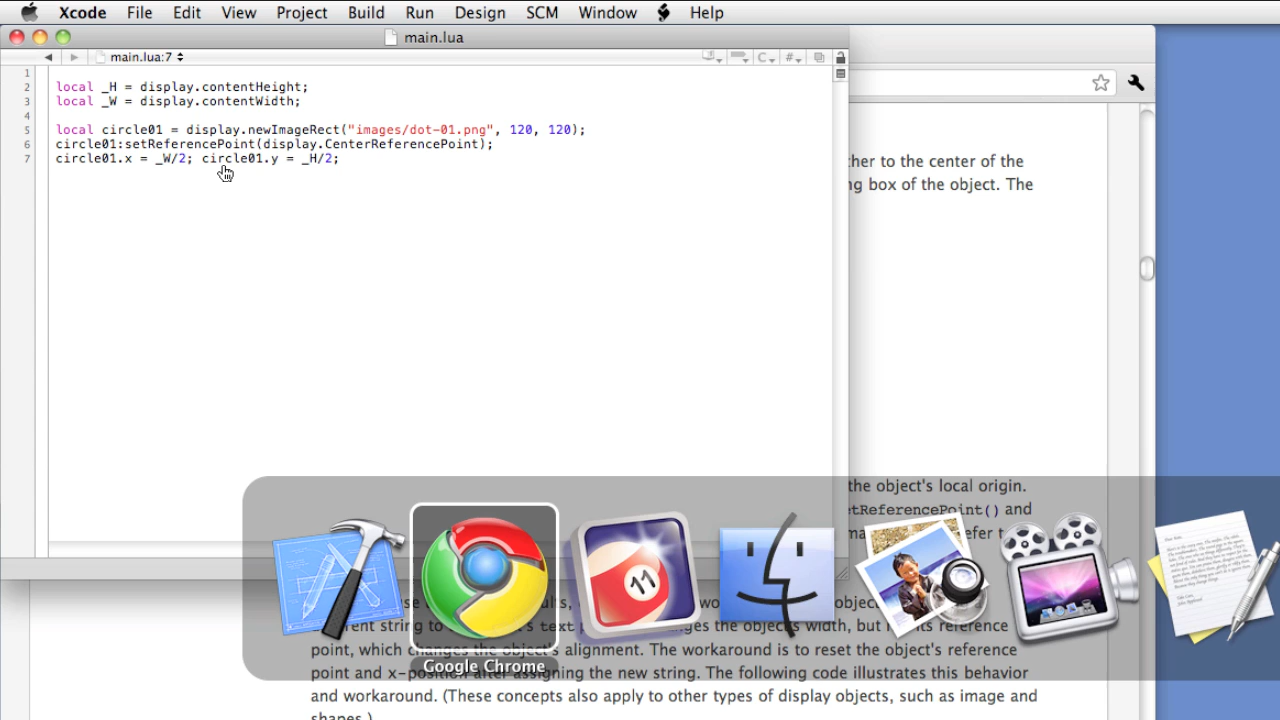 Xcode File Edit View Project Build Run Design SCM Window Help
main.lua
main.lua:7 C #
1
2 local _H = display.contentHeight;
3 local _W = display.contentWidth;
4
5 local circle01 = display.newImageRect("images/dot-01.png", 120, 120);
6 circle01:setReferencePoint(display.CenterReferencePoint);
7 circle01.x = _W/2; circle01.y = _H/2;
ther to the center of the
ng box of the object. The
the object's local origin.
etReferencePoint() and
efer t
11
Google Chrome
point, which changes the object's alignment. The workaround is to reset the object's reference
point and x-position after assigning the new string. The following code illustrates this behavior
and workaround. (These concepts also apply to other types of display objects, such as image and
shapes.)